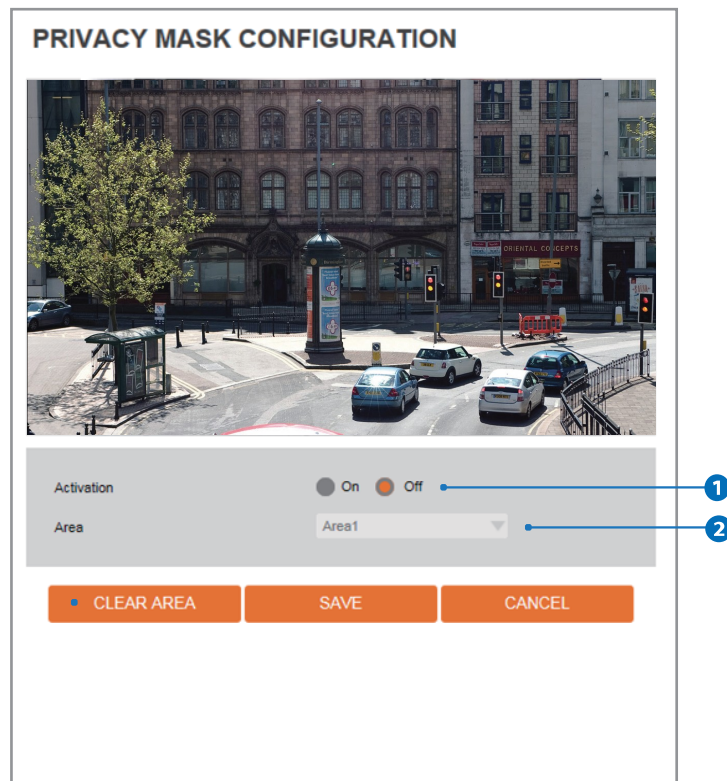 PRIVACY MASK CONFIGURATION
ORIENTAL CONCEPTS
Activation
On
Off
1
Area
Area1
2
CLEAR AREA
SAVE
CANCEL